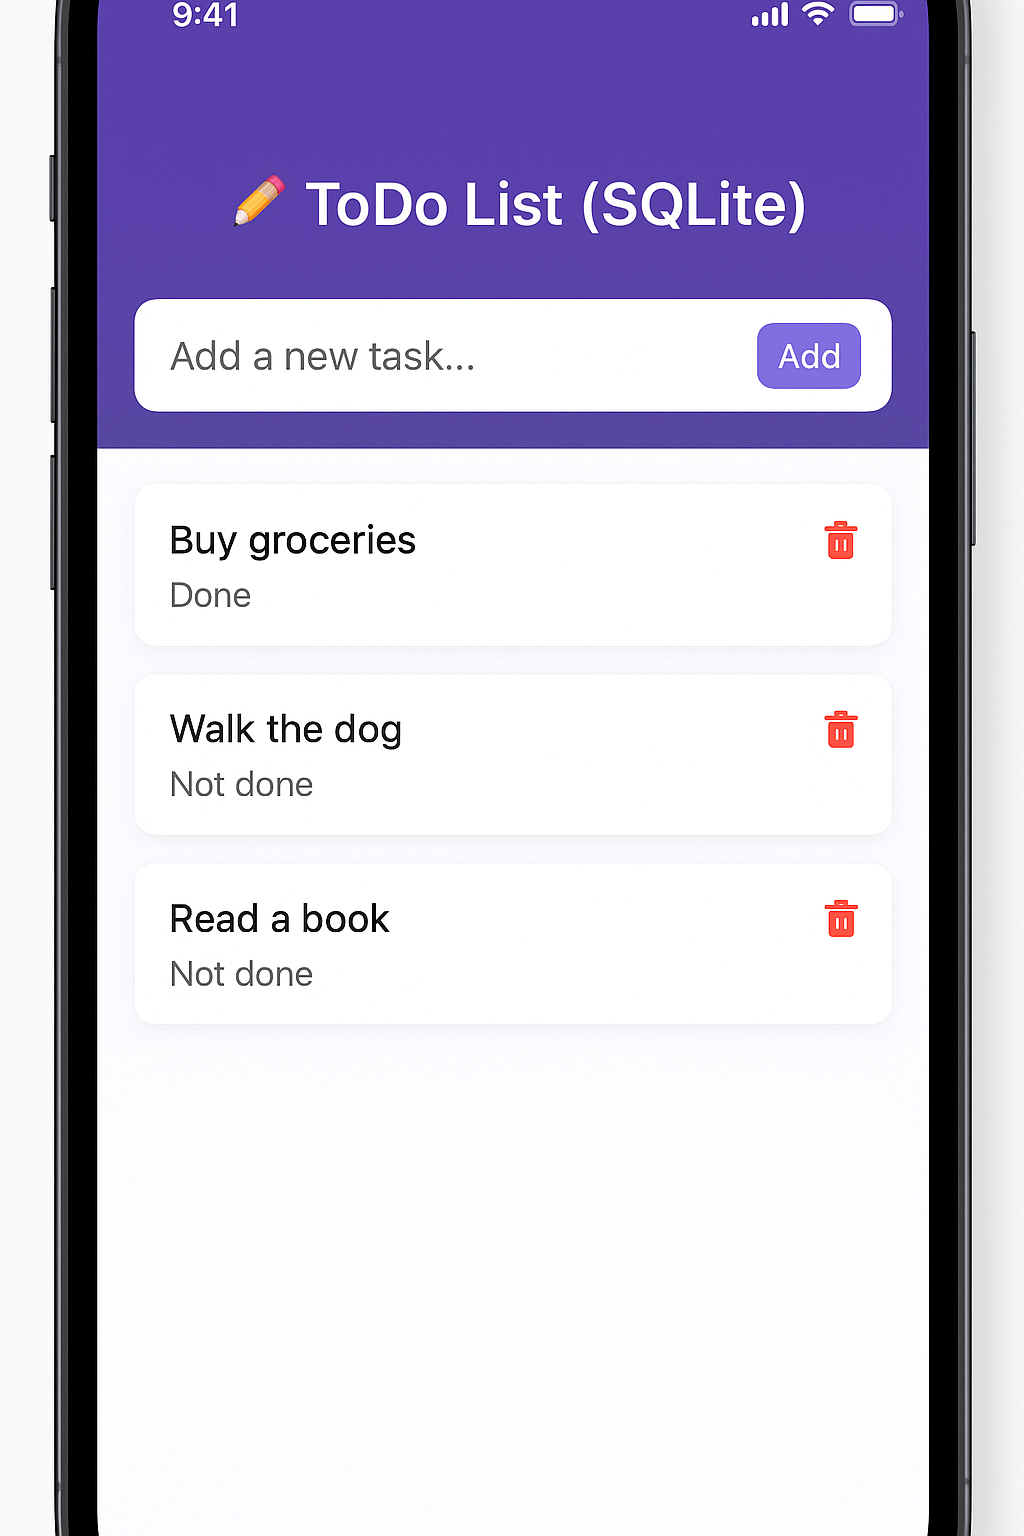 9:41
ToDo List (SQLite)
Add a new task...
Add
Buy groceries
Done
Walk the dog
Not done
Read a book
Not done